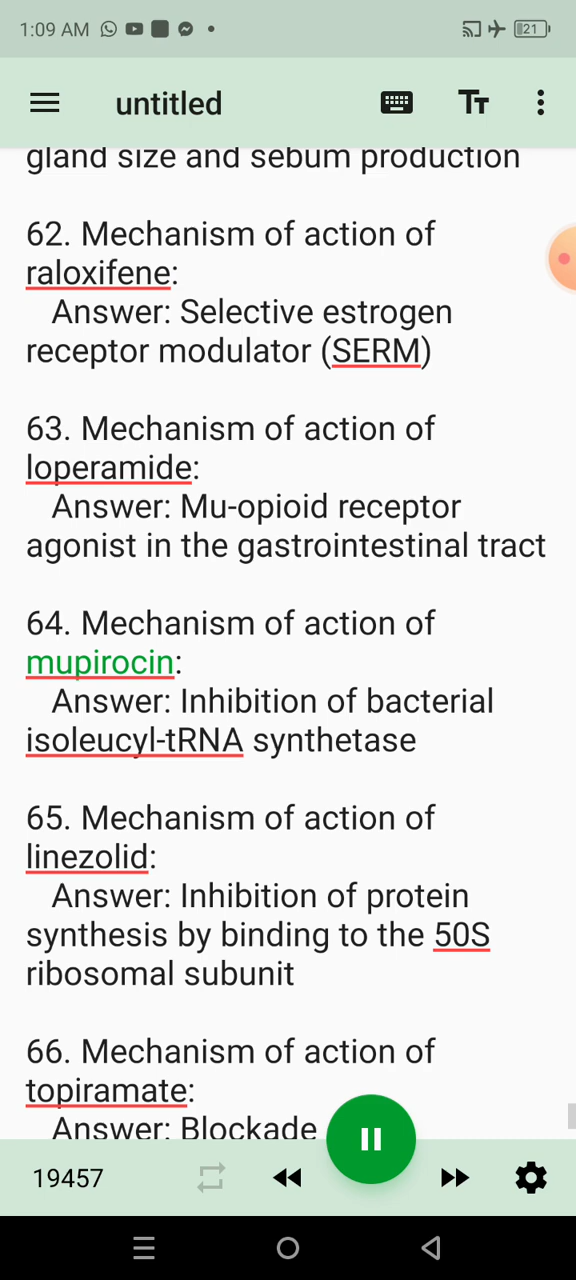 1:09 AM
21
untitled
gland size and sebum production
62. Mechanism of action of
raloxifene:
Answer: Selective estrogen
receptor modulator (SERM)
63. Mechanism of action of
loperamide:
Answer: Mu-opioid receptor
agonist in the gastrointestinal tract
64. Mechanism of action of
mupirocin:
Answer: Inhibition of bacterial
isoleucyl-tRNA synthetase
65. Mechanism of action of
linezolid:
Answer: Inhibition of protein
synthesis by binding to the 50S
ribosomal subunit
66. Mechanism of action of
topiramate:
Answer: Blockade
19457